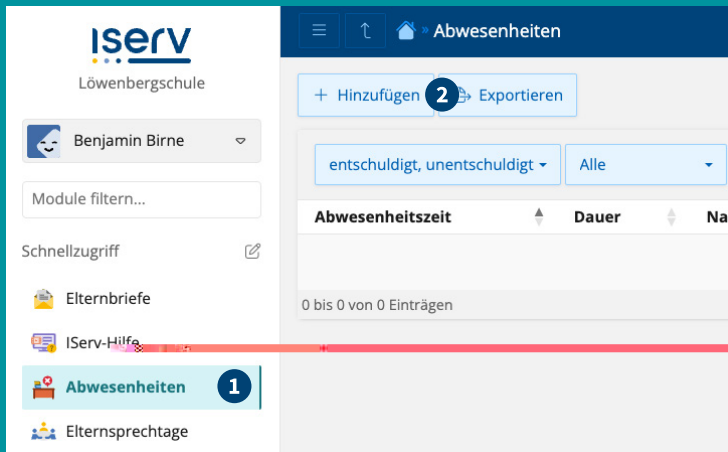 IServ
Löwenbergschule
Benjamin Birne
Module filtern...
Schnellzugriff
Elternbriefe
IServ-Hilfe
Abwesenheiten 1
Elternsprechtage
» Abwesenheiten
+ Hinzufügen 2 Exportieren
entschuldigt, unentschuldigt Alle
Abwesenheitszeit Dauer Na
0 bis 0 von 0 Einträgen